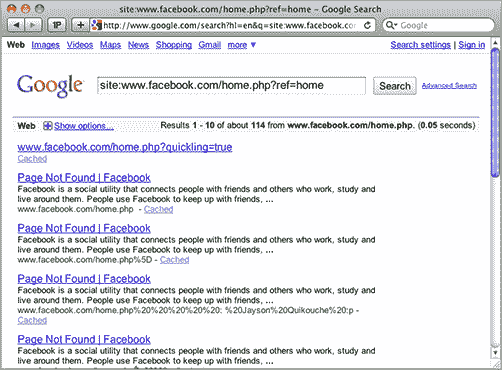 site:www.facebook.com/home.php?ref=home - Google Search
1P
http://www.google.com/search?hl=en&q=site:www.facebook.com
Google
Web Images Videos Maps News Shopping Gmail more ▼
Search settings | Sign in
Google
site:www.facebook.com/home.php?ref=home
Search
Advanced Search
Web Show options...
Results 1 - 10 of about 114 from www.facebook.com/home.php. (0.05 seconds)
www.facebook.com/home.php?quickling=true
Cached
Page Not Found | Facebook
Facebook is a social utility that connects people with friends and others who work, study and
live around them. People use Facebook to keep up with friends, ...
www.facebook.com/home.php - Cached
Page Not Found | Facebook
Facebook is a social utility that connects people with friends and others who work, study and
live around them. People use Facebook to keep up with friends, ...
www.facebook.com/home.php%5D - Cached
Page Not Found | Facebook
Facebook is a social utility that connects people with friends and others who work, study and
live around them. People use Facebook to keep up with friends, ...
www.facebook.com/home.php%20%20%20%20%20: %20Jayson%20Quikouche%20:p -
Cached
Page Not Found | Facebook
Facebook is a social utility that connects people with friends and others who work, study and
live around them. People use Facebook to keep up with friends, ...